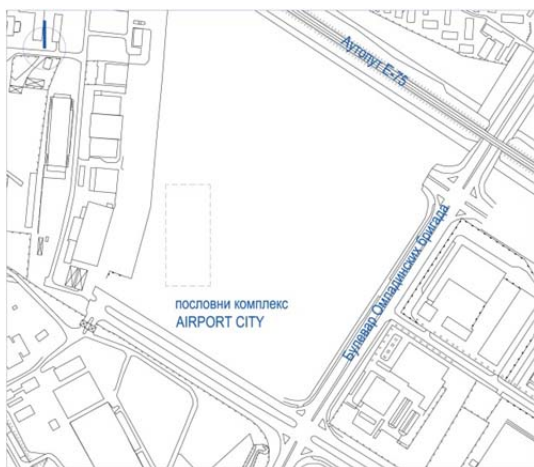 Аутопут Е-75
Булевар Омладинских бригада
пословни комплекс
AIRPORT CITY